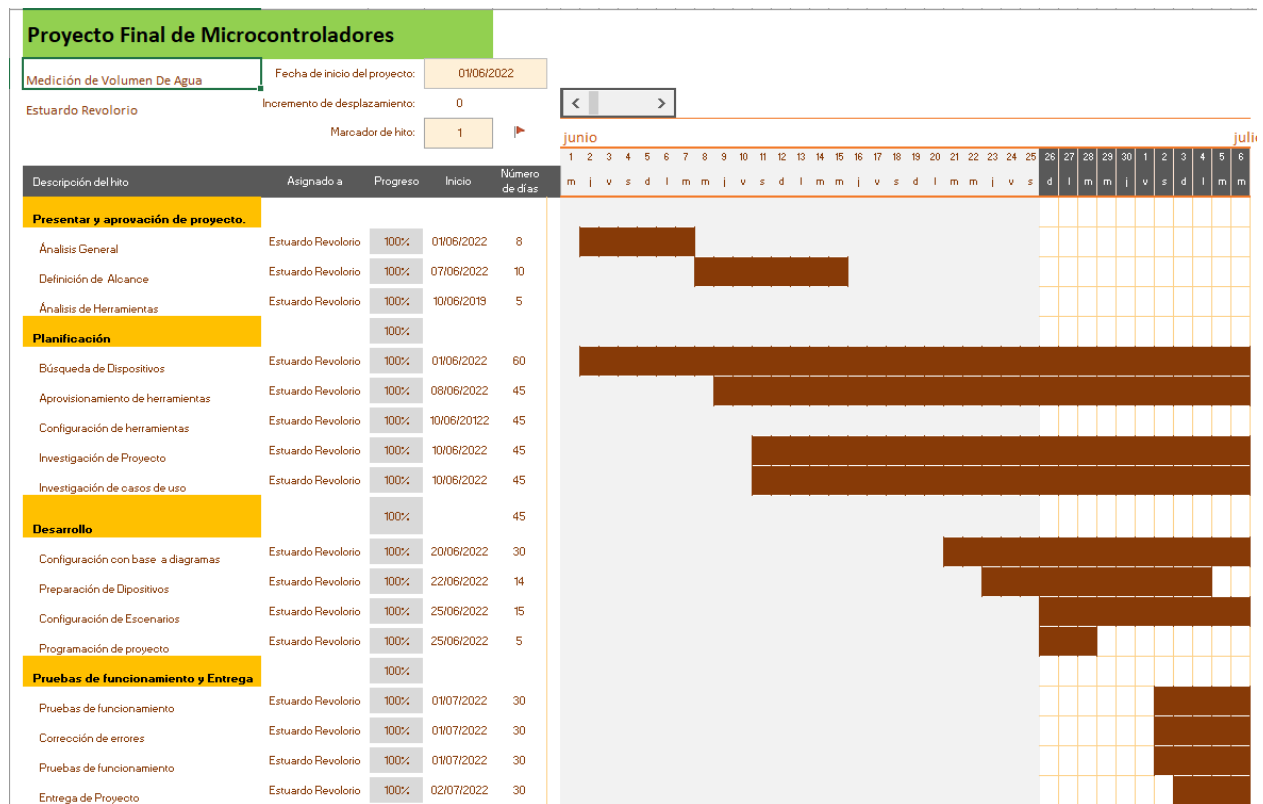 Proyecto Final de Microcontroladores
Medición de Volumen De Agua
Fecha de inicio del proyecto: 01/06/2022
Estuardo Revolorio
Incremento de desplazamiento: 0
Marcador de hito: 1
junio julio
1 2 3 4 5 6 7 8 9 10 11 12 13 14 15 16 17 18 19 20 21 22 23 24 25 26 27 28 29 30 1 2 3 4 5 6
Descripción del hito Asignado a Progreso Inicio Número de días m j v s d l m m j v s d l m m j v s d l m m j v s d l m m j v s d l m m
Presentar y aprovación de proyecto.
Ánalisis General Estuardo Revolorio 100% 01/06/2022 8
Definición de Alcance Estuardo Revolorio 100% 07/06/2022 10
Ánalisis de Herramientas Estuardo Revolorio 100% 10/06/2019 5
Planificación 100%
Búsqueda de Dispositivos Estuardo Revolorio 100% 01/06/2022 60
Aprovisionamiento de herramientas Estuardo Revolorio 100% 08/06/2022 45
Configuración de herramientas Estuardo Revolorio 100% 10/06/20122 45
Investigación de Proyecto Estuardo Revolorio 100% 10/06/2022 45
Investigación de casos de uso Estuardo Revolorio 100% 10/06/2022 45
Desarrollo 100% 45
Configuración con base a diagramas Estuardo Revolorio 100% 20/06/2022 30
Preparación de Dipositivos Estuardo Revolorio 100% 22/06/2022 14
Configuración de Escenarios Estuardo Revolorio 100% 25/06/2022 15
Programación de proyecto Estuardo Revolorio 100% 25/06/2022 5
Pruebas de funcionamiento y Entrega 100%
Pruebas de funcionamiento Estuardo Revolorio 100% 01/07/2022 30
Corrección de errores Estuardo Revolorio 100% 01/07/2022 30
Pruebas de funcionamiento Estuardo Revolorio 100% 01/07/2022 30
Entrega de Proyecto Estuardo Revolorio 100% 02/07/2022 30